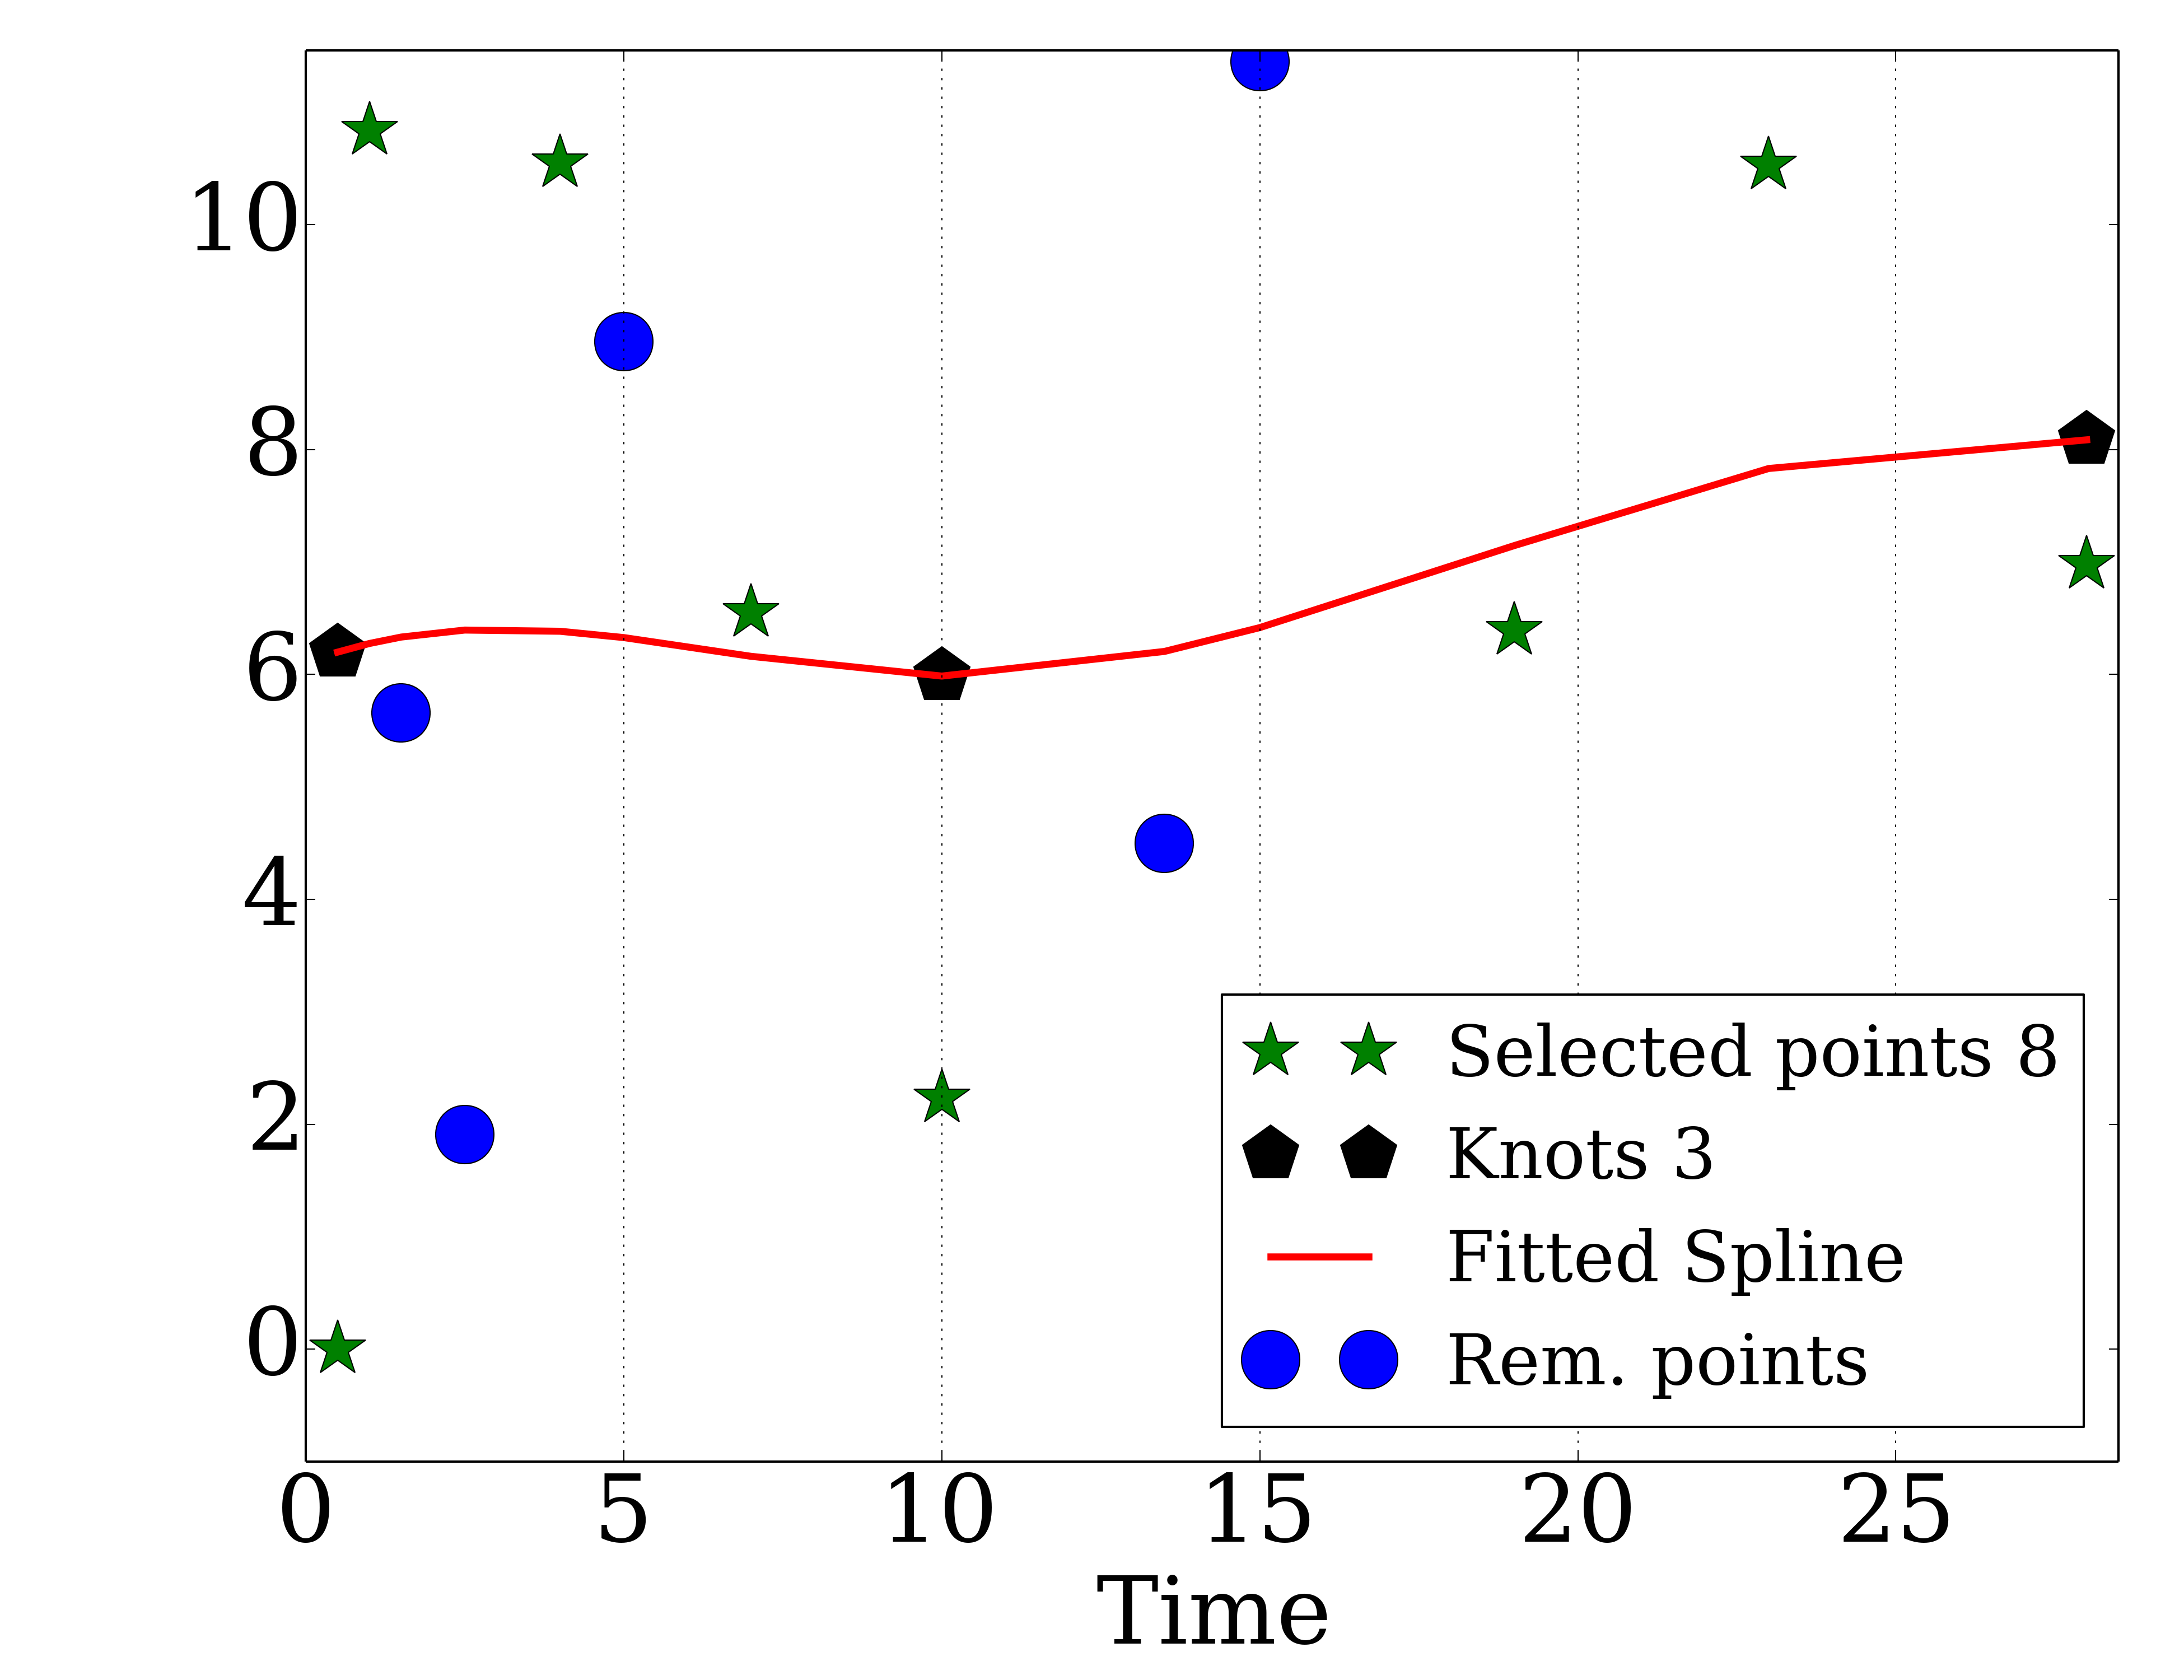 10
8
6
4
2
0
Selected points 8
Knots 3
Fitted Spline
Rem. points
0 5 10 15 20 25
Time